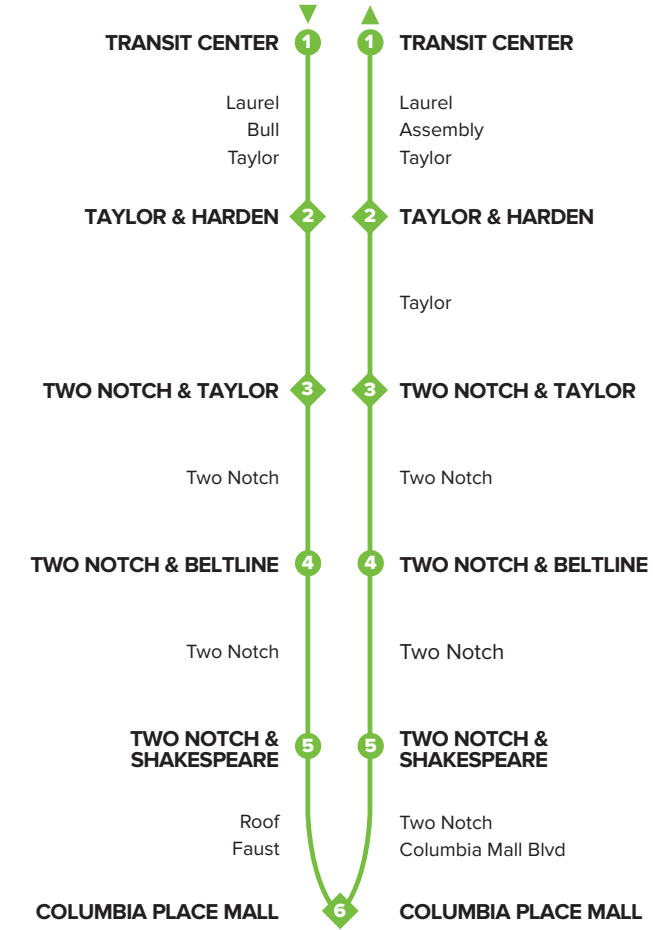 TRANSIT CENTER 1 1 TRANSIT CENTER
Laurel Laurel
Bull Assembly
Taylor Taylor
TAYLOR & HARDEN 2 2 TAYLOR & HARDEN
Taylor
TWO NOTCH & TAYLOR 3 3 TWO NOTCH & TAYLOR
Two Notch Two Notch
TWO NOTCH & BELTLINE 4 4 TWO NOTCH & BELTLINE
Two Notch Two Notch
TWO NOTCH & 5 5 TWO NOTCH &
SHAKESPEARE SHAKESPEARE
Roof Two Notch
Faust Columbia Mall Blvd
COLUMBIA PLACE MALL 6 COLUMBIA PLACE MALL